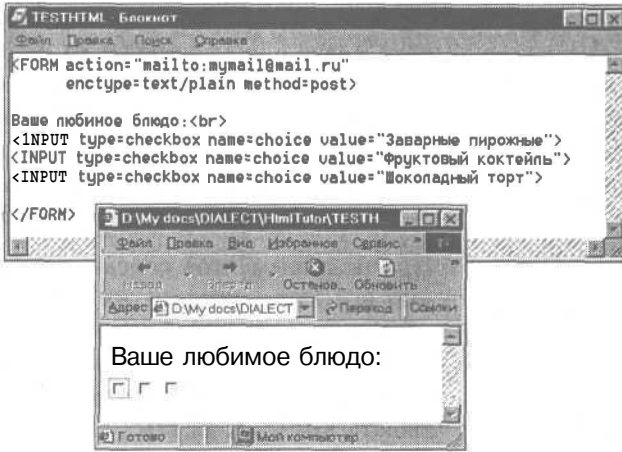 TESTHTML - Блокнот
Файл Правка Поиск Справка
<FORM action="mailto:mymail@mail.ru"
enctype=text/plain method=post>
Ваше любимое блюдо:<br>
<1NPUT type=checkbox name=choice value="Заварные пирожные">
<INPUT type=checkbox name=choice value="Фруктовый коктейль">
<INPUT type=checkbox name=choice value="Шоколадный торт">
</FORM>
D:\My docs\DIALECT\HtmlTutor\TESTH
Файл Правка Вид Избранное Сервис
Назад Вперед Останов... Обновить
Адрес D:\My docs\DIALECT Переход Ссылки
Ваше любимое блюдо:
Готово Мой компьютер